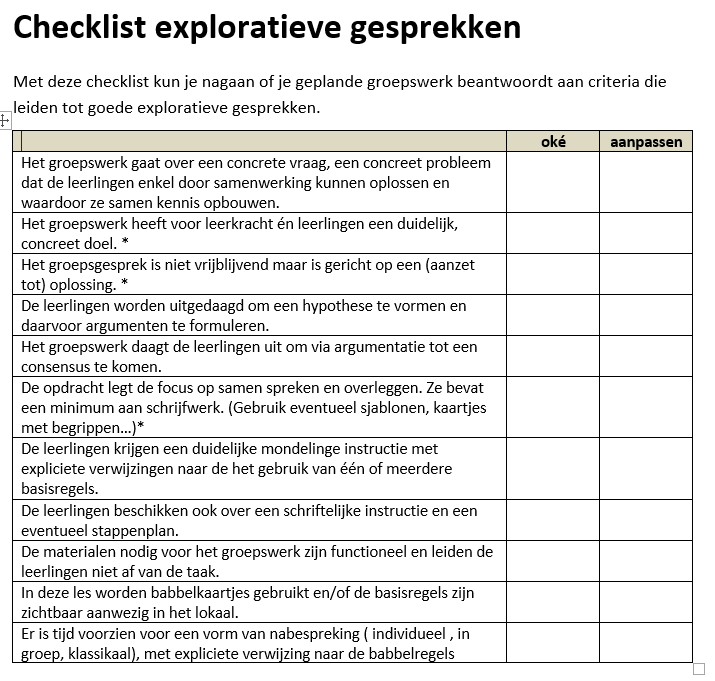 Checklist exploratieve gesprekken
Met deze checklist kun je nagaan of je geplande groepswerk beantwoordt aan criteria die
leiden tot goede exploratieve gesprekken.
oké aanpassen
Het groepswerk gaat over een concrete vraag, een concreet probleem
dat de leerlingen enkel door samenwerking kunnen oplossen en
waardoor ze samen kennis opbouwen.
Het groepswerk heeft voor leerkracht én leerlingen een duidelijk,
concreet doel. *
Het groepsgesprek is niet vrijblijvend maar is gericht op een (aanzet
tot) oplossing. *
De leerlingen worden uitgedaagd om een hypothese te vormen en
daarvoor argumenten te formuleren.
Het groepswerk daagt de leerlingen uit om via argumentatie tot een
consensus te komen.
De opdracht legt de focus op samen spreken en overleggen. Ze bevat
een minimum aan schrijfwerk. (Gebruik eventueel sjablonen, kaartjes
met begrippen…)*
De leerlingen krijgen een duidelijke mondelinge instructie met
expliciete verwijzingen naar de het gebruik van één of meerdere
basisregels.
De leerlingen beschikken ook over een schriftelijke instructie en een
eventueel stappenplan.
De materialen nodig voor het groepswerk zijn functioneel en leiden de
leerlingen niet af van de taak.
In deze les worden babbelkaartjes gebruikt en/of de basisregels zijn
zichtbaar aanwezig in het lokaal.
Er is tijd voorzien voor een vorm van nabespreking ( individueel , in
groep, klassikaal), met expliciete verwijzing naar de babbelregels